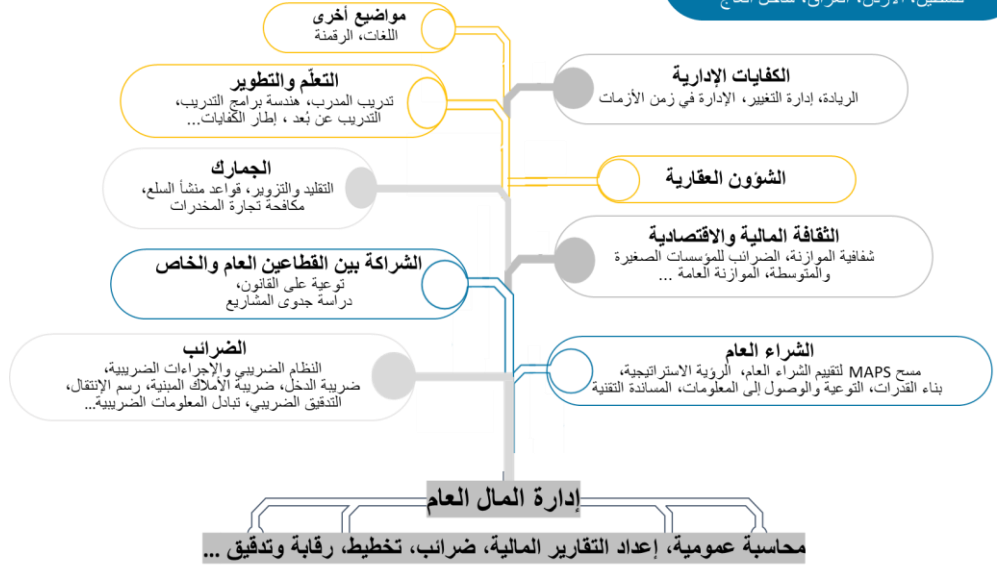 فلسطين، الأردن، العراق، ساحل العاج
مواضيع أخرى
اللغات، الرقمنة
الكفايات الإدارية
الريادة، إدارة التغيير، الإدارة في زمن الأزمات
التعلّم والتطوير
تدريب المدرب، هندسة برامج التدريب،
التدريب عن بُعد ، إطار الكفايات...
الجمارك
التقليد والتزوير، قواعد منشأ السلع،
مكافحة تجارة المخدرات
الشؤون العقارية
الثقافة المالية والاقتصادية
شفافية الموازنة، الضرائب للمؤسسات الصغيرة
والمتوسطة، الموازنة العامة ...
الشراكة بين القطاعين العام والخاص
توعية على القانون،
دراسة جدوى المشاريع
الضرائب
النظام الضريبي والإجراءات الضريبية،
ضريبة الدخل، ضريبة الأملاك المبنية، رسم الإنتقال،
التدقيق الضريبي، تبادل المعلومات الضريبية...
الشراء العام
مسح MAPS لتقييم الشراء العام، الرؤية الاستراتيجية،
بناء القدرات، التوعية والوصول إلى المعلومات، المساندة التقنية
إدارة المال العام
محاسبة عمومية، إعداد التقارير المالية، ضرائب، تخطيط، رقابة وتدقيق ...